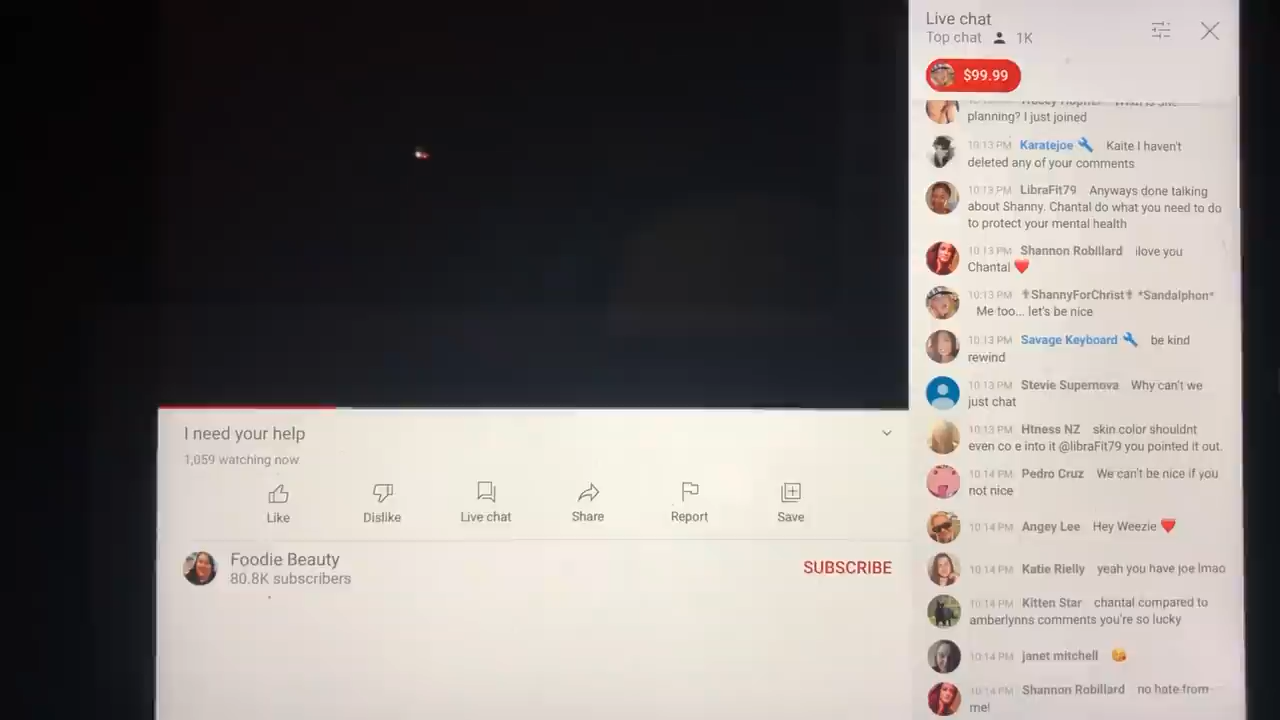 Live chat
Top chat 1K
$99.99
planning? I just joined
10:13 PM Karatejoe Kaite I haven't
deleted any of your comments
10:13 PM LibraFit79 Anyways done talking
about Shanny. Chantal do what you need to do
to protect your mental health
10:13 PM Shannon Robillard ilove you
Chantal ❤️
10:13 PM ✟ShannyForChrist✟ *Sandalphon*
Me too... let's be nice
10:13 PM Savage Keyboard be kind
rewind
10:13 PM Stevie Supernova Why can't we
just chat
10:13 PM Htness NZ skin color shouldnt
even co e into it @libraFit79 you pointed it out.
10:14 PM Pedro Cruz We can't be nice if you
not nice
10:14 PM Angey Lee Hey Weezie ❤️
10:14 PM Katie Rielly yeah you have joe lmao
10:14 PM Kitten Star chantal compared to
amberlynns comments you're so lucky
10:14 PM janet mitchell 😘
10:14 PM Shannon Robillard no hate from
me!
I need your help
1,059 watching now
Like Dislike Live chat Share Report Save
Foodie Beauty
80.8K subscribers
SUBSCRIBE